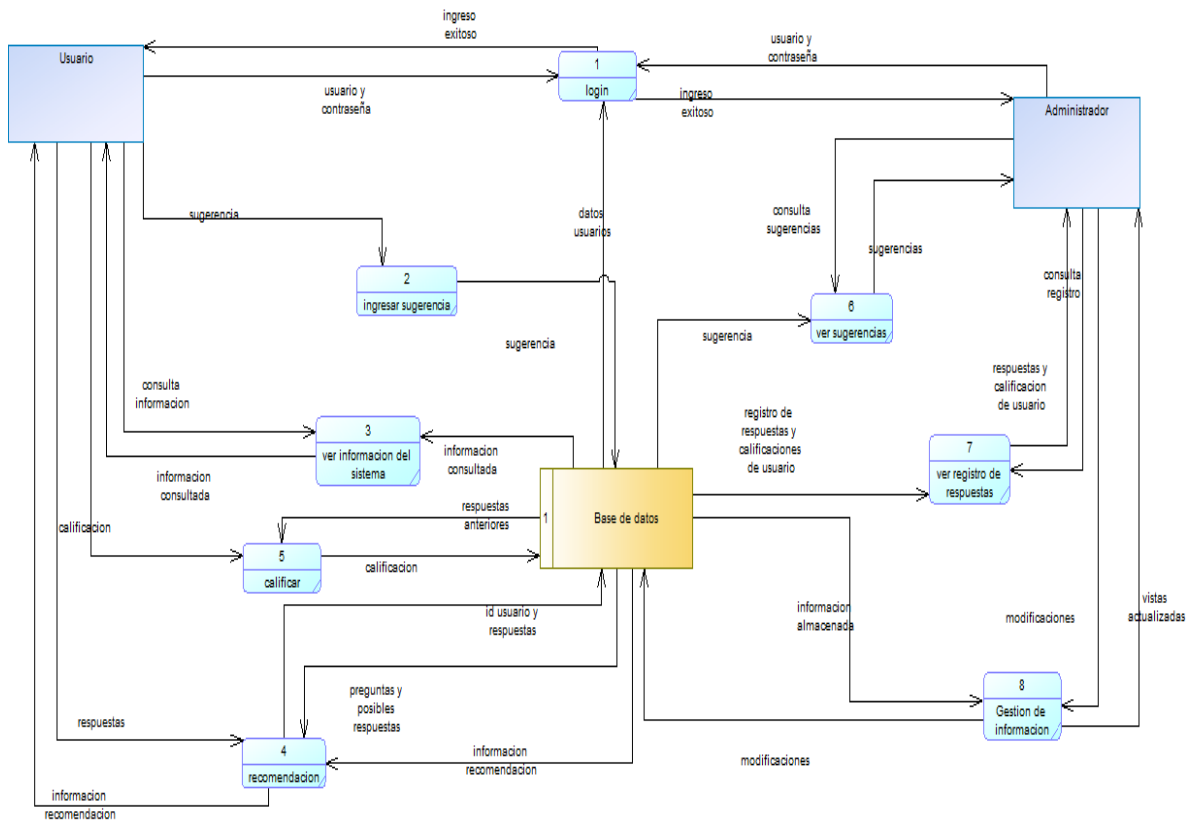 ingreso
exitoso
usuario y
contraseña
Usuario
1
login
usuario y
contraseña
ingreso
exitoso
Administrador
sugerencia
datos
usuarios
consulta
sugerencias
sugerencias
2
ingresar sugerencia
consulta
registro
6
ver sugerencias
sugerencia
sugerencia
respuestas y
calificacion
de usuario
consulta
informacion
registro de
respuestas y
calificaciones
de usuario
3
ver informacion del
sistema
informacion
consultada
7
ver registro de
respuestas
informacion
consultada
respuestas
anteriores
1
Base de datos
calificacion
5
calificar
calificacion
id usuario y
respuestas
informacion
almacenada
modificaciones
vistas
actualizadas
preguntas y
posibles
respuestas
8
Gestion de
informacion
respuestas
4
recomendacion
informacion
recomendacion
modificaciones
informacion
recomendacion